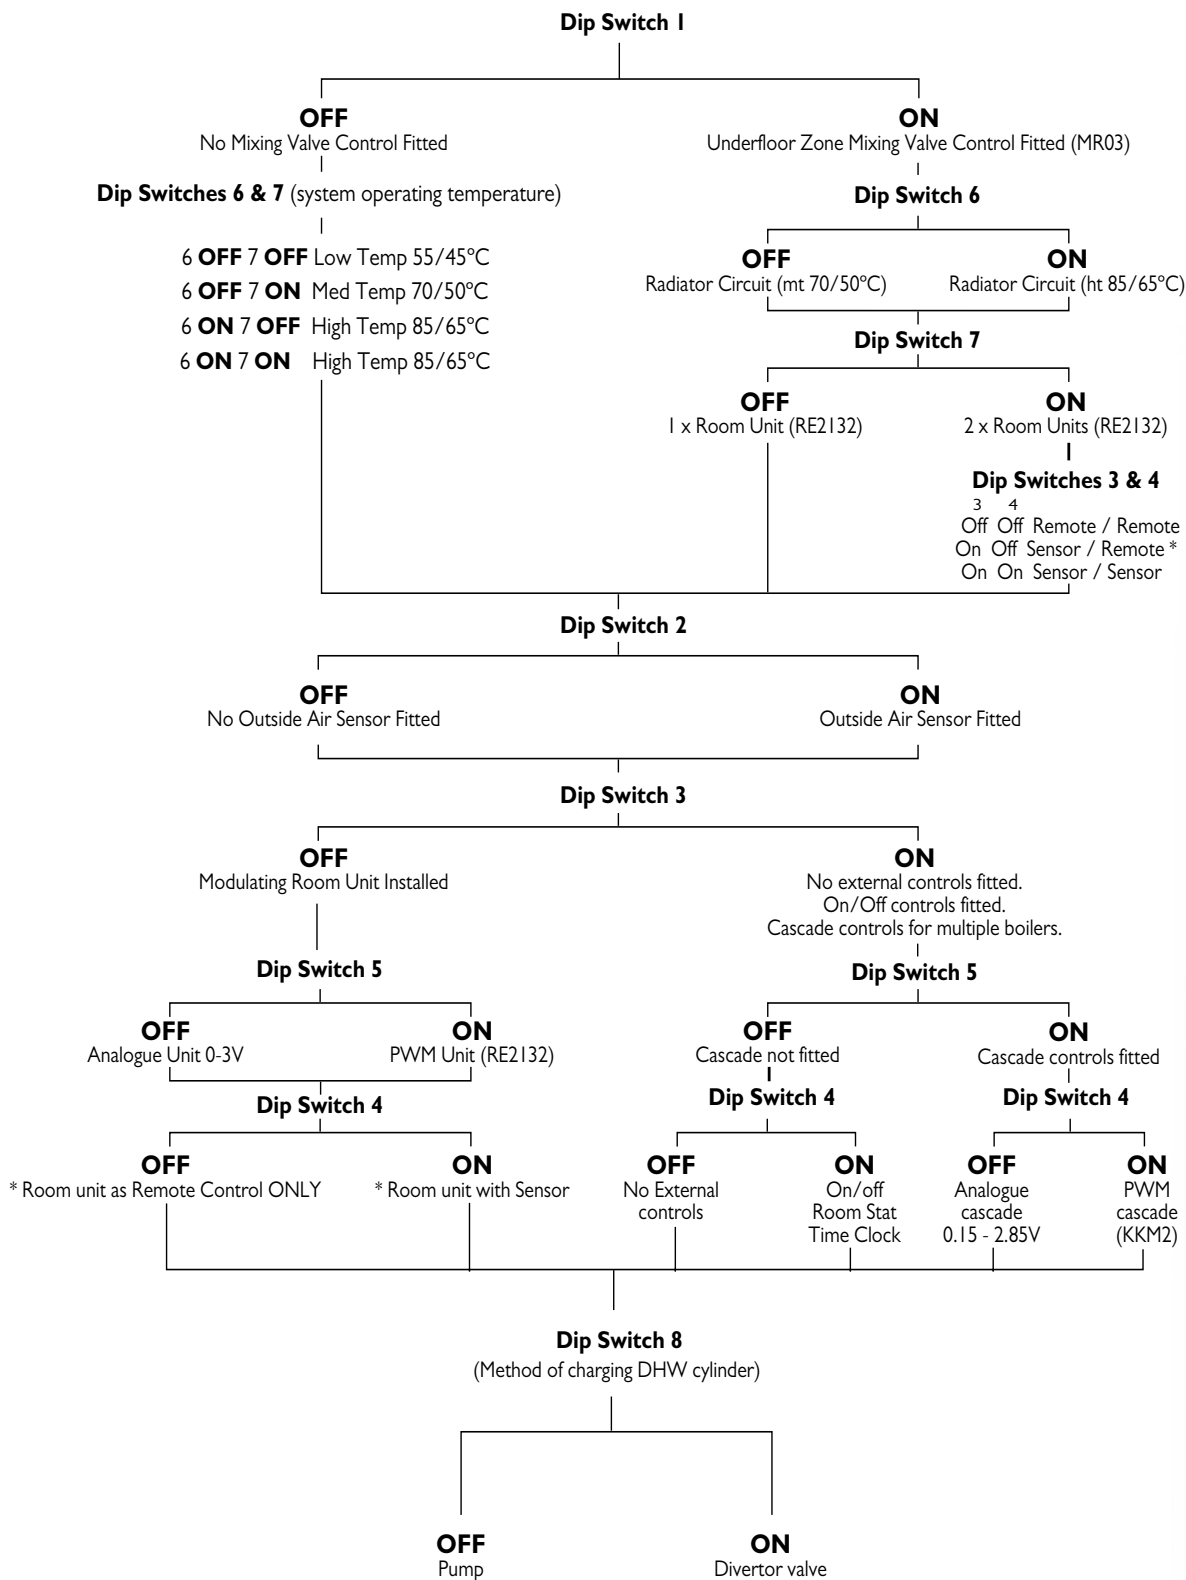 Dip Switch 1
OFF
No Mixing Valve Control Fitted
Dip Switches 6 & 7 (system operating temperature)
6 OFF 7 OFF Low Temp 55/45ºC
6 OFF 7 ON Med Temp 70/50ºC
6 ON 7 OFF High Temp 85/65ºC
6 ON 7 ON High Temp 85/65ºC
ON
Underfloor Zone Mixing Valve Control Fitted (MR03)
Dip Switch 6
OFF
Radiator Circuit (mt 70/50ºC)
ON
Radiator Circuit (ht 85/65ºC)
Dip Switch 7
OFF
1 x Room Unit (RE2132)
ON
2 x Room Units (RE2132)
Dip Switches 3 & 4
3 4
Off Off Remote / Remote
On Off Sensor / Remote *
On On Sensor / Sensor
Dip Switch 2
OFF
No Outside Air Sensor Fitted
ON
Outside Air Sensor Fitted
Dip Switch 3
OFF
Modulating Room Unit Installed
Dip Switch 5
OFF
Analogue Unit 0-3V
ON
PWM Unit (RE2132)
Dip Switch 4
OFF
* Room unit as Remote Control ONLY
ON
* Room unit with Sensor
ON
No external controls fitted.
On/Off controls fitted.
Cascade controls for multiple boilers.
Dip Switch 5
OFF
Cascade not fitted
Dip Switch 4
OFF
No External
controls
ON
On/off
Room Stat
Time Clock
ON
Cascade controls fitted
Dip Switch 4
OFF
Analogue
cascade
0.15 - 2.85V
ON
PWM
cascade
(KKM2)
Dip Switch 8
(Method of charging DHW cylinder)
OFF
Pump
ON
Divertor valve